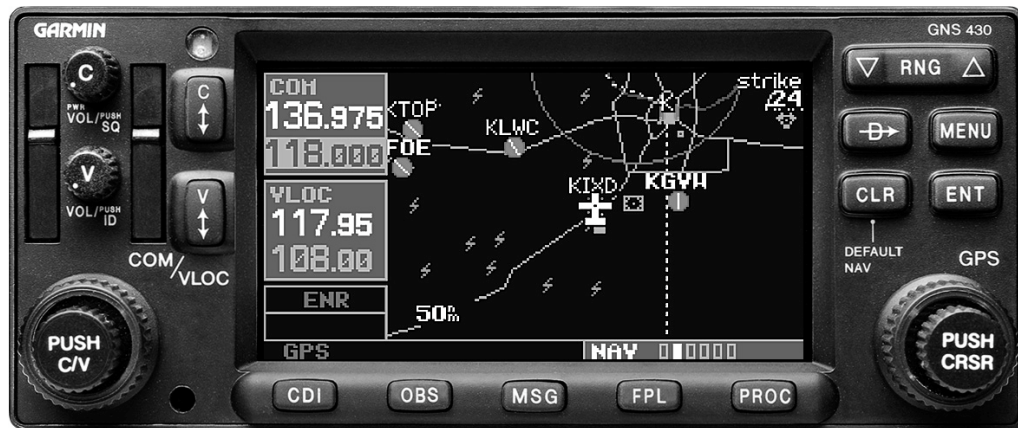 GARMIN
GNS 430
C
PWR
VOL/PUSH
SQ
V
VOL/PUSH
ID
C
V
COM/VLOC
PUSH
C/V
COM
136.975
118.000
VLOC
117.95
108.00
ENR
GPS
KTOP
FOE
KLWC
KIXD
KGVW
strike
24
50nm
NAV
RNG
D
MENU
CLR
ENT
DEFAULT
NAV
GPS
PUSH
CRSR
CDI
OBS
MSG
FPL
PROC